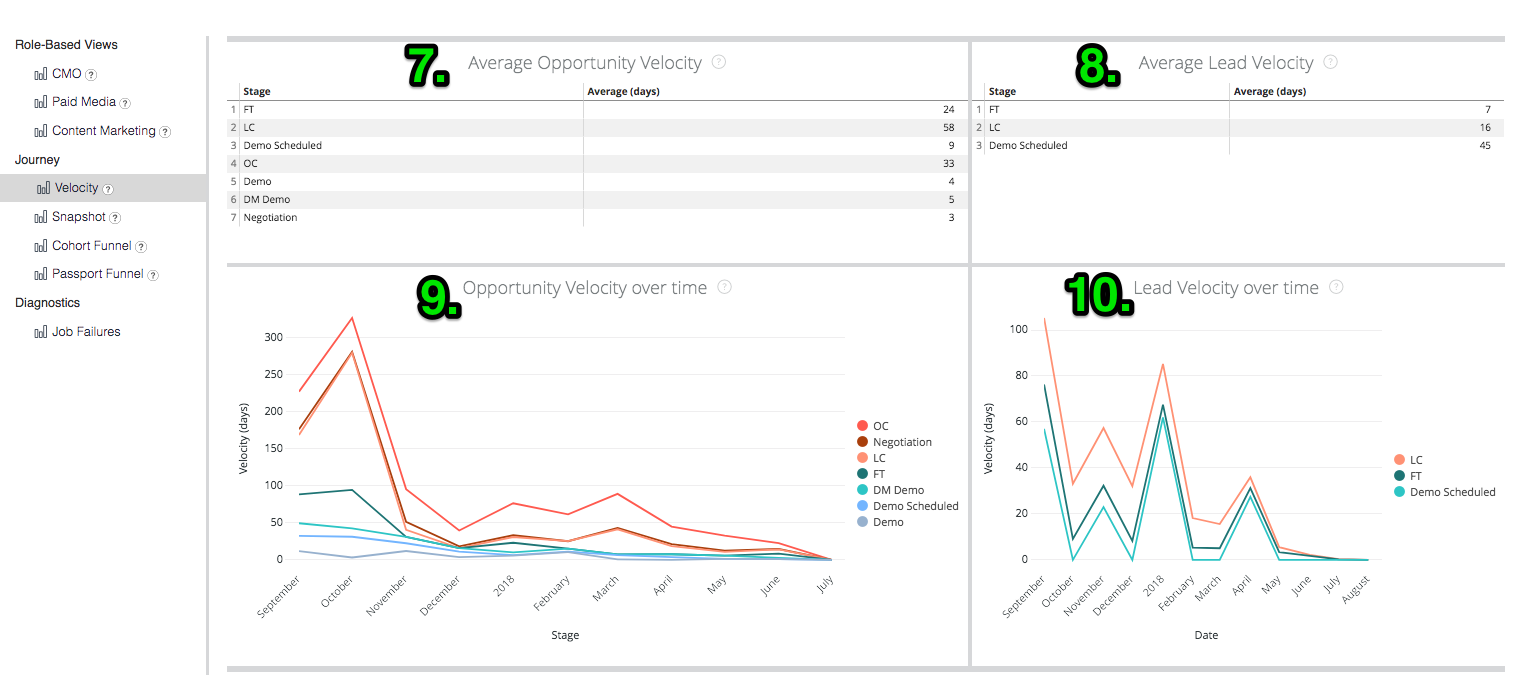 Role-Based Views
CMO ?
Paid Media ?
Content Marketing ?
Journey
Velocity ?
Snapshot ?
Cohort Funnel ?
Passport Funnel ?
Diagnostics
Job Failures
7. Average Opportunity Velocity ?
Stage Average (days)
1 FT 24
2 LC 58
3 Demo Scheduled 9
4 OC 33
5 Demo 4
6 DM Demo 5
7 Negotiation 3
8. Average Lead Velocity ?
Stage Average (days)
1 FT 7
2 LC 16
3 Demo Scheduled 45
9. Opportunity Velocity over time ?
Velocity (days)
300
250
200
150
100
50
0
September October November December 2018 February March April May June July
Stage
OC
Negotiation
LC
FT
DM Demo
Demo Scheduled
Demo
10. Lead Velocity over time ?
Velocity (days)
100
80
60
40
20
0
September October November December 2018 February March April May June July August
Date
LC
FT
Demo Scheduled